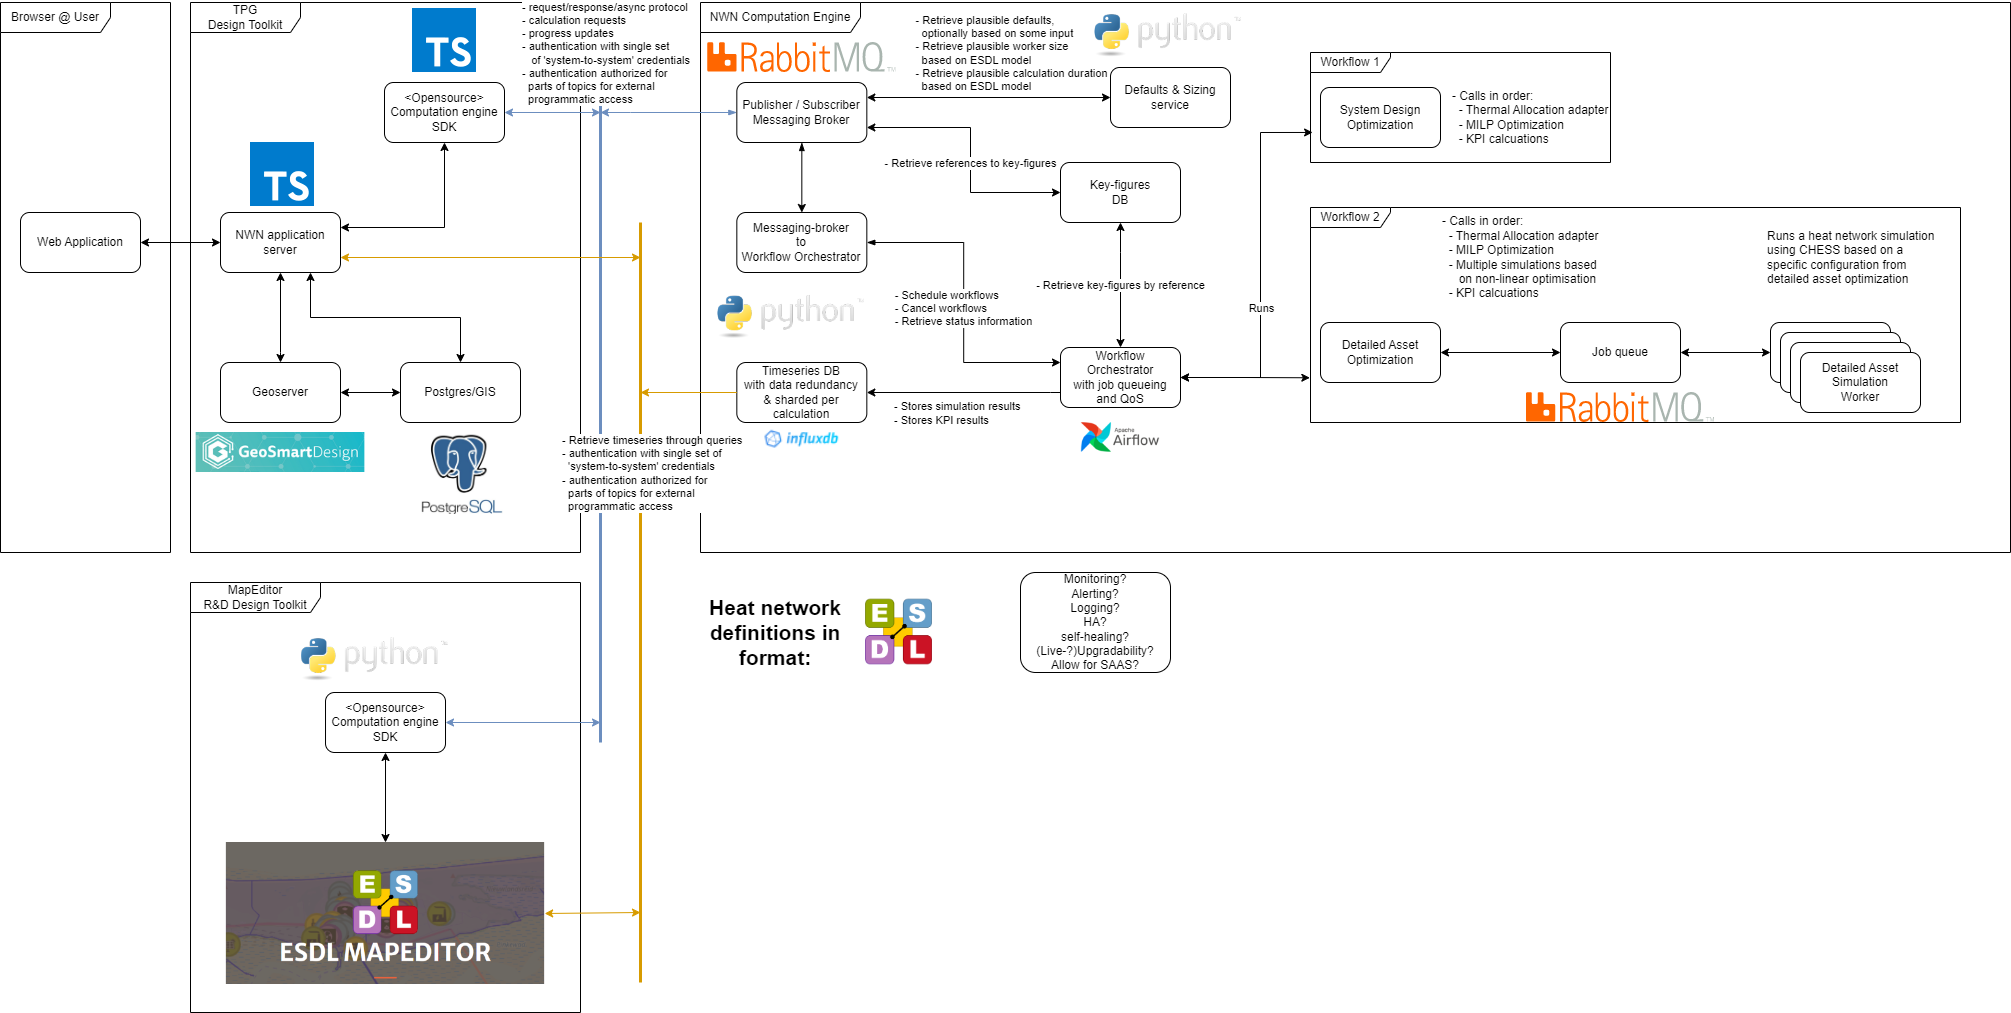 Browser @ User
Web Application
TPG
Design Toolkit
TS
<Opensource>
Computation engine
SDK
TS
NWN application
server
Geoserver
Postgres/GIS
GeoSmartDesign
PostgreSQL
- request/response/async protocol
- calculation requests
- progress updates
- authentication with single set
of 'system-to-system' credentials
- authentication authorized for
parts of topics for external
programmatic access
- Retrieve timeseries through queries
- authentication with single set of
'system-to-system' credentials
- authentication authorized for
parts of topics for external
programmatic access
NWN Computation Engine
RabbitMQ™
- Retrieve plausible defaults,
optionally based on some input
- Retrieve plausible worker size
based on ESDL model
- Retrieve plausible calculation duration
based on ESDL model
python™
Publisher / Subscriber
Messaging Broker
Defaults & Sizing
service
- Retrieve references to key-figures
Key-figures
DB
Messaging-broker
to
Workflow Orchestrator
- Retrieve key-figures by reference
- Schedule workflows
- Cancel workflows
- Retrieve status information
python™
Timeseries DB
with data redundancy
& sharded per
calculation
influxdb
- Stores simulation results
- Stores KPI results
Workflow
Orchestrator
with job queueing
and QoS
Apache
Airflow
Runs
Workflow 1
System Design
Optimization
- Calls in order:
- Thermal Allocation adapter
- MILP Optimization
- KPI calcuations
Workflow 2
- Calls in order:
- Thermal Allocation adapter
- MILP Optimization
- Multiple simulations based
on non-linear optimisation
- KPI calcuations
Runs a heat network simulation
using CHESS based on a
specific configuration from
detailed asset optimization
Detailed Asset
Optimization
Job queue
Detailed Asset
Simulation
Worker
RabbitMQ™
MapEditor
R&D Design Toolkit
python™
<Opensource>
Computation engine
SDK
E S
D L
ESDL MAPEDITOR
Heat network
definitions in
format:
E S
D L
Monitoring?
Alerting?
Logging?
HA?
self-healing?
(Live-?)Upgradability?
Allow for SAAS?